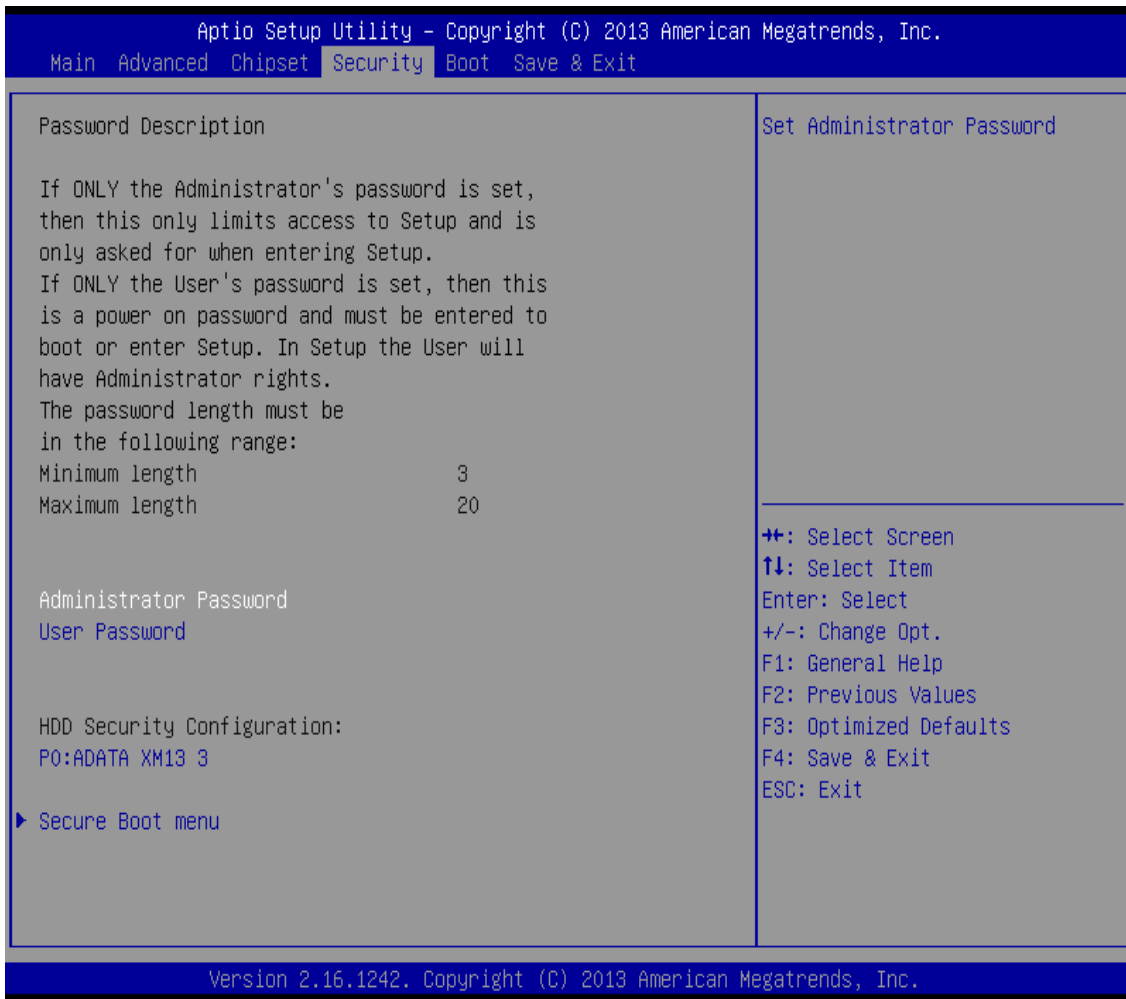 Aptio Setup Utility – Copyright (C) 2013 American Megatrends, Inc.
Main Advanced Chipset Security Boot Save & Exit
Password Description
If ONLY the Administrator's password is set,
then this only limits access to Setup and is
only asked for when entering Setup.
If ONLY the User's password is set, then this
is a power on password and must be entered to
boot or enter Setup. In Setup the User will
have Administrator rights.
The password length must be
in the following range:
Minimum length 3
Maximum length 20
Administrator Password
User Password
HDD Security Configuration:
P0:ADATA XM13 3
Secure Boot menu
Set Administrator Password
→←: Select Screen
↑↓: Select Item
Enter: Select
+/-: Change Opt.
F1: General Help
F2: Previous Values
F3: Optimized Defaults
F4: Save & Exit
ESC: Exit
Version 2.16.1242. Copyright (C) 2013 American Megatrends, Inc.